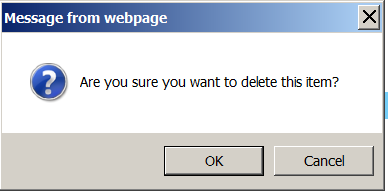 Message from webpage
Are you sure you want to delete this item?
OK Cancel